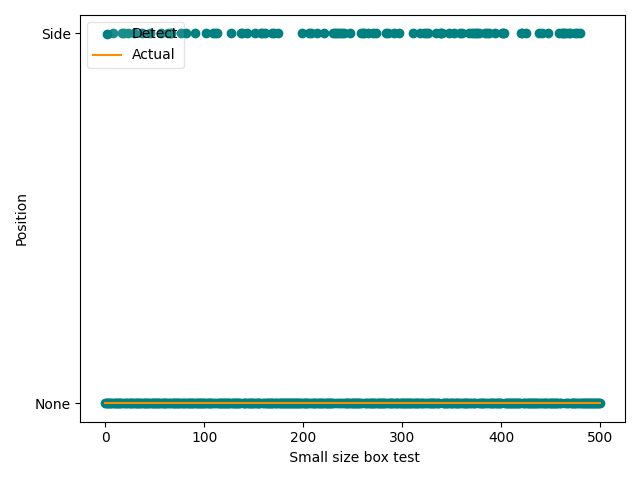 Side
Detect
Actual
Position
None
0 100 200 300 400 500
Small size box test